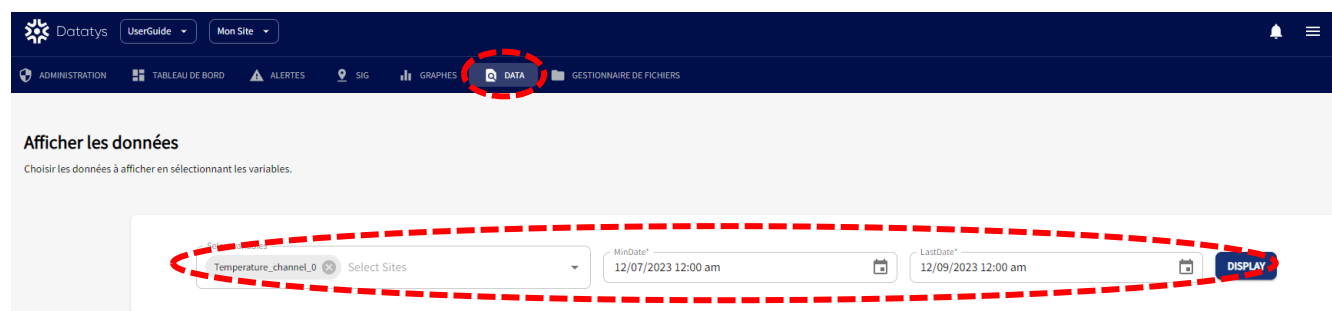 Datatys UserGuide Mon Site
ADMINISTRATION TABLEAU DE BORD ALERTES SIG GRAPHES DATA GESTIONNAIRE DE FICHIERS
Afficher les données
Choisir les données à afficher en sélectionnant les variables.
Select variables MinDate* LastDate*
Temperature_channel_0 Select Sites 12/07/2023 12:00 am 12/09/2023 12:00 am DISPLAY